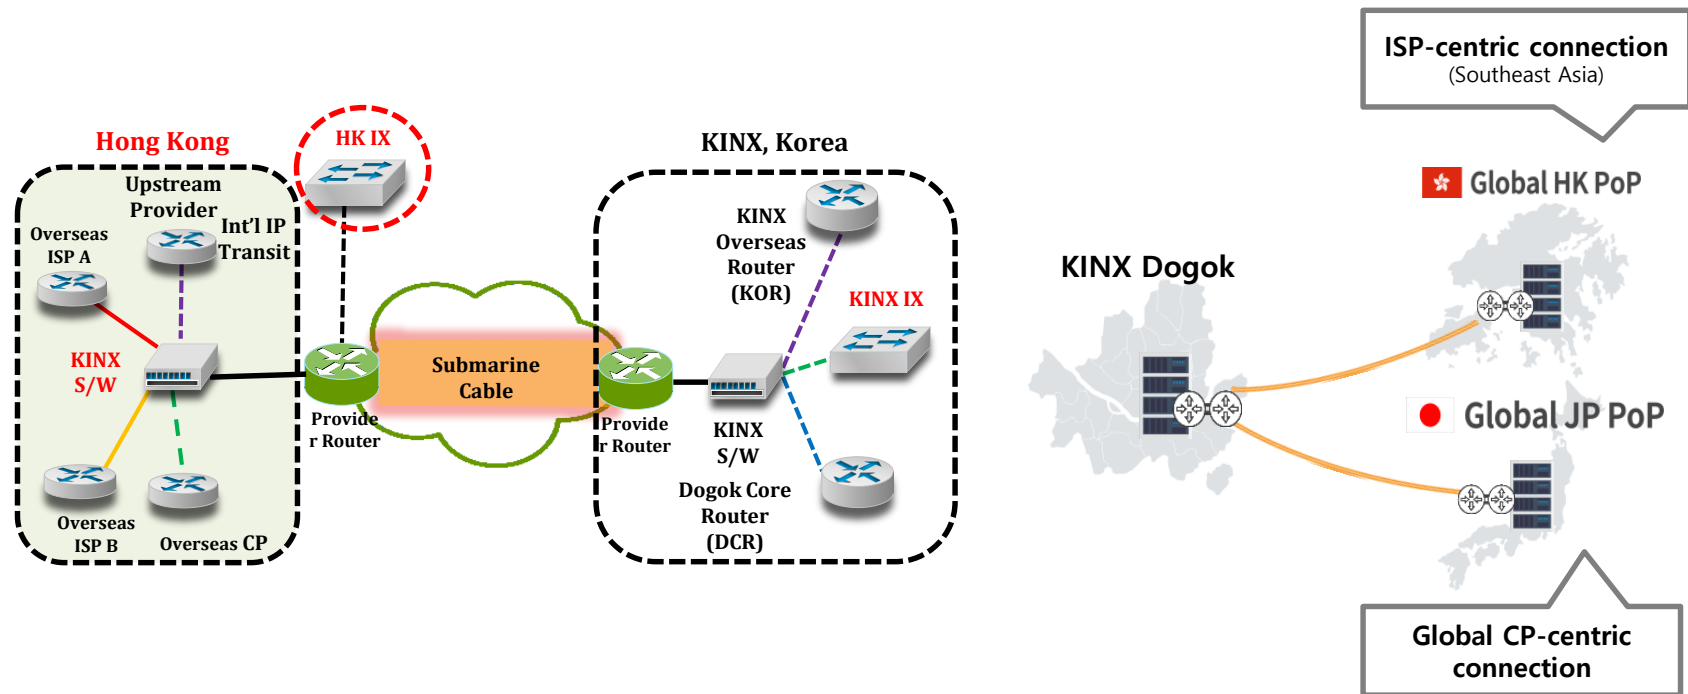 Hong Kong
HK IX
KINX, Korea
Upstream
Provider
Int'l IP
Transit
Overseas
ISP A
KINX
S/W
Overseas
ISP B
Overseas CP
Provide
r Router
Submarine
Cable
Provide
r Router
KINX
Overseas
Router
(KOR)
KINX IX
KINX
S/W
Dogok Core
Router
(DCR)
ISP-centric connection
(Southeast Asia)
Global HK PoP
KINX Dogok
Global JP PoP
Global CP-centric
connection